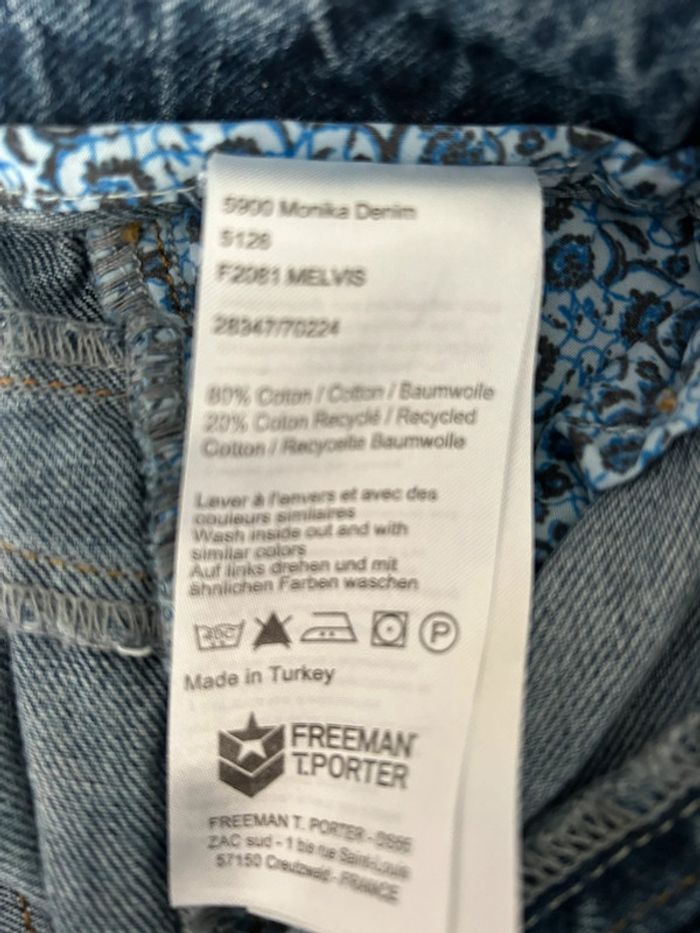 5900 Monika Denim
S128
F2081 MELVIS
28347/70224
80% Coton / Cotton / Baumwolle
20% Coton Recyclé / Recycled
Cotton / Recycelte Baumwolle
Laver à l'envers et avec des
couleurs similaires
Wash inside out and with
similar colors
Auf links drehen und mit
ähnlichen Farben waschen
30C P
Made in Turkey
FREEMAN
T.PORTER
FREEMAN T. PORTER - DS65
ZAC sud - 1 bis rue Saint-Louis
57150 Creutzwald - FRANCE